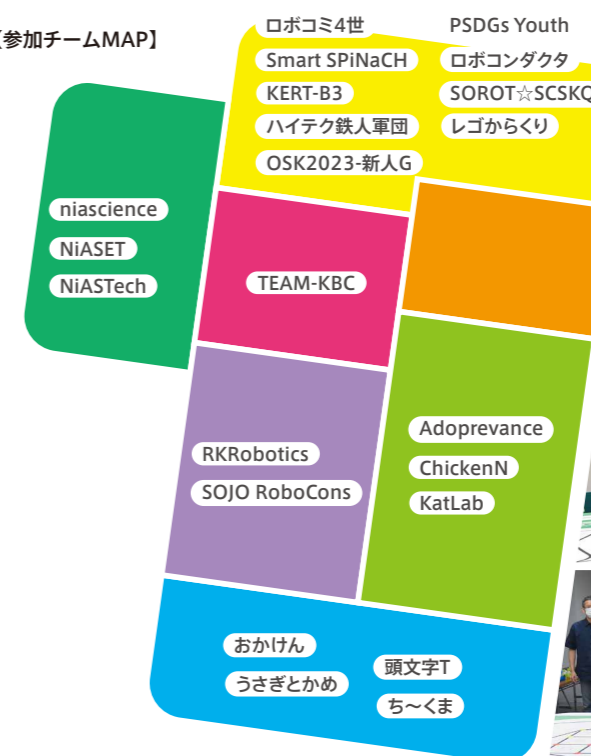 【参加チームMAP】
ロボコミ4世
Smart SPiNaCH
KERT-B3
ハイテク鉄人軍団
OSK2023-新人G
PSDGs Youth
ロボコンダクタ
SOROT☆SCSKQ
レゴからくり
niascience
NiASET
NiASTech
TEAM-KBC
RKRobotics
SOJO RoboCons
Adoprevance
ChickenN
KatLab
おかけん
うさぎとかめ
頭文字T
ち～くま